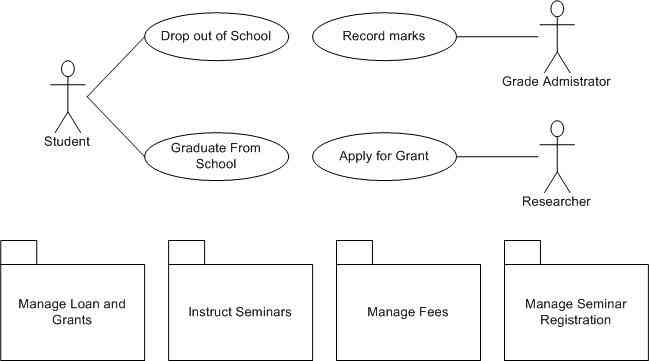 Drop out of School
Record marks
Grade Admistrator
Student
Graduate From
School
Apply for Grant
Researcher
Manage Loan and
Grants
Instruct Seminars
Manage Fees
Manage Seminar
Registration